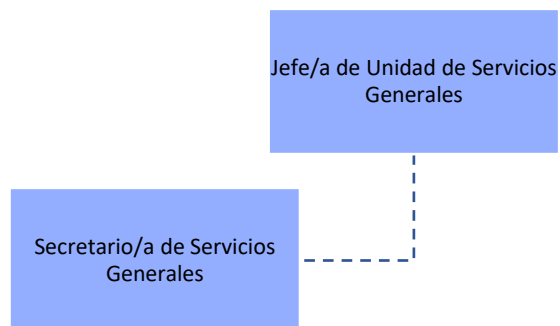 Jefe/a de Unidad de Servicios
Generales
Secretario/a de Servicios
Generales